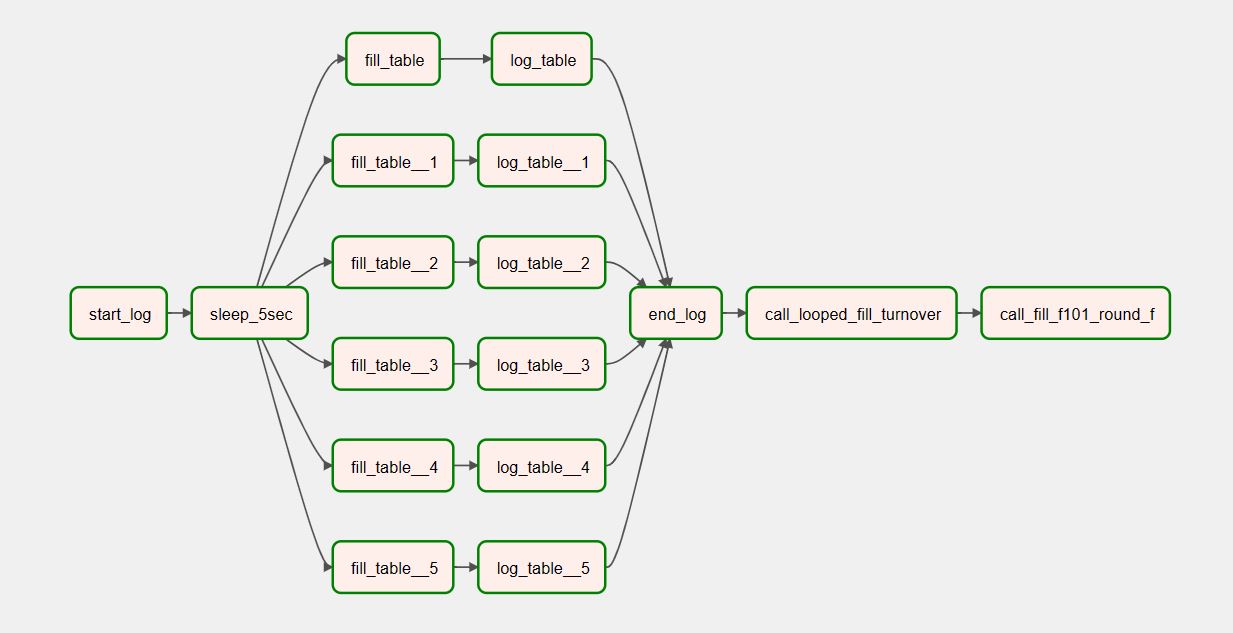 fill_table
log_table
fill_table__1
log_table__1
fill_table__2
log_table__2
start_log
sleep_5sec
end_log
call_looped_fill_turnover
call_fill_f101_round_f
fill_table__3
log_table__3
fill_table__4
log_table__4
fill_table__5
log_table__5